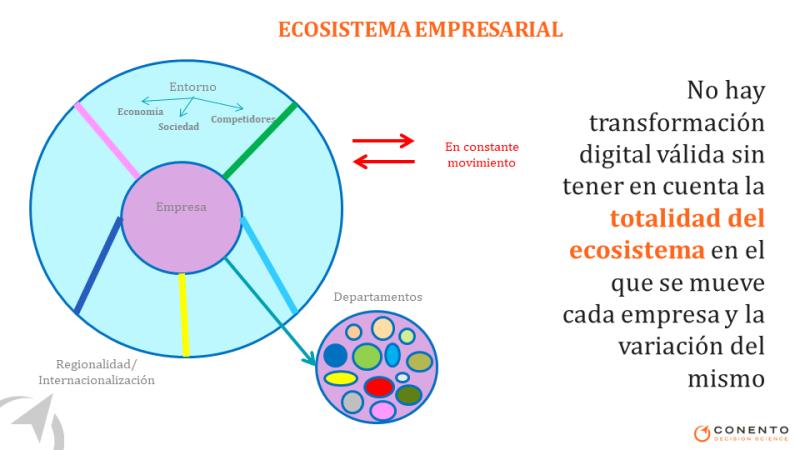 ECOSISTEMA EMPRESARIAL
Entorno
Economía
Sociedad
Competidores
Empresa
En constante
movimiento
Departamentos
Regionalidad/
Internacionalización
No hay
transformación
digital válida sin
tener en cuenta la
totalidad del
ecosistema en el
que se mueve
cada empresa y la
variación del
mismo
CONENTO
DECISION SCIENCE